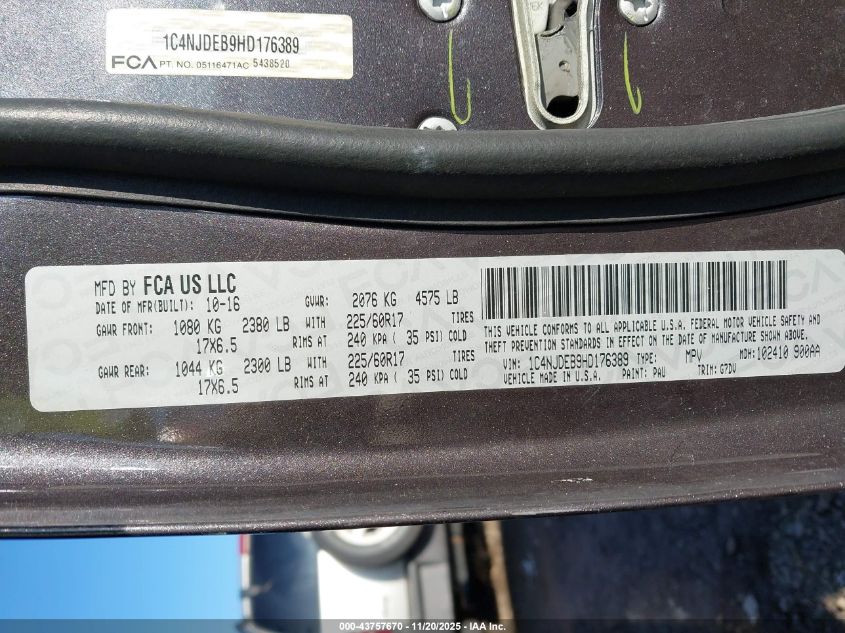 1C4NJDEB9HD176389
FCA PT. NO. 05116471AC 5438520
MFD BY FCA US LLC
DATE OF MFR(BUILT): 10-16 GVWR: 2076 KG 4575 LB
GAWR FRONT: 1080 KG 2380 LB WITH 225/60R17 TIRES
17X6.5 RIMS AT 240 KPA ( 35 PSI) COLD
GAWR REAR: 1044 KG 2300 LB WITH 225/60R17 TIRES
17X6.5 RIMS AT 240 KPA ( 35 PSI) COLD
THIS VEHICLE CONFORMS TO ALL APPLICABLE U.S.A. FEDERAL MOTOR VEHICLE SAFETY AND
THEFT PREVENTION STANDARDS IN EFFECT ON THE DATE OF MANUFACTURE SHOWN ABOVE.
VIN: 1C4NJDEB9HD176389 TYPE: MPV MDH: 102410 900AA
VEHICLE MADE IN U.S.A. PAINT: PAU TRIM: G7DV
000-43757670 — 11/20/2025 — IAA Inc.